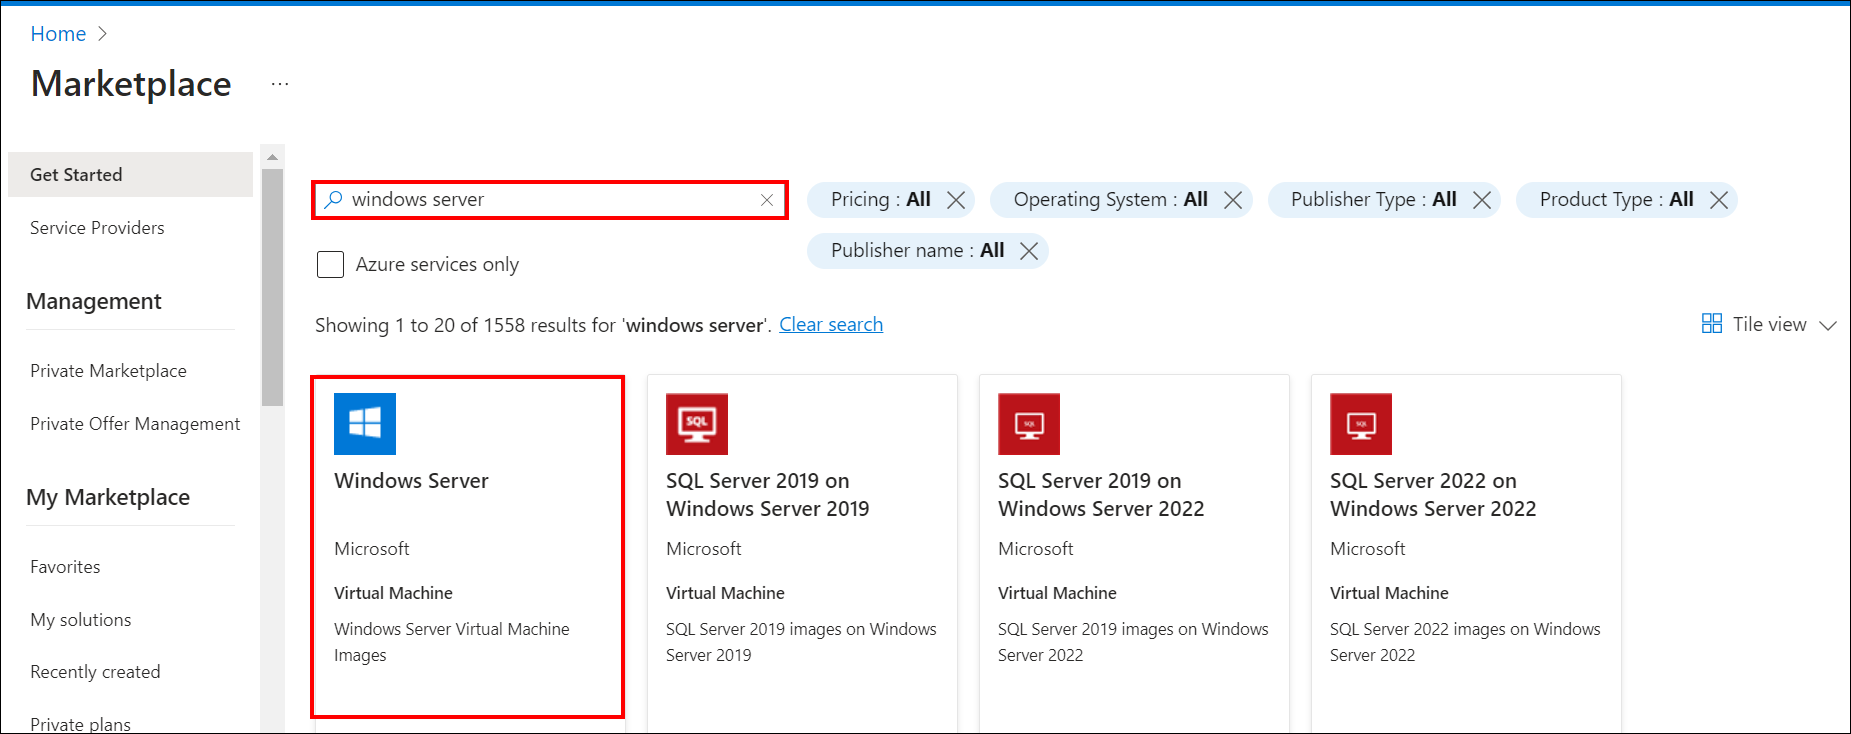 Home
Marketplace ...
Get Started
Service Providers
Management
Private Marketplace
Private Offer Management
My Marketplace
Favorites
My solutions
Recently created
Private plans
windows server
Pricing : All
Operating System : All
Publisher Type : All
Product Type : All
Publisher name : All
Azure services only
Showing 1 to 20 of 1558 results for 'windows server'. Clear search
Tile view
Windows Server
Microsoft
Virtual Machine
Windows Server Virtual Machine
Images
SQL
SQL Server 2019 on
Windows Server 2019
Microsoft
Virtual Machine
SQL Server 2019 images on Windows
Server 2019
SQL
SQL Server 2019 on
Windows Server 2022
Microsoft
Virtual Machine
SQL Server 2019 images on Windows
Server 2022
SQL
SQL Server 2022 on
Windows Server 2022
Microsoft
Virtual Machine
SQL Server 2022 images on Windows
Server 2022